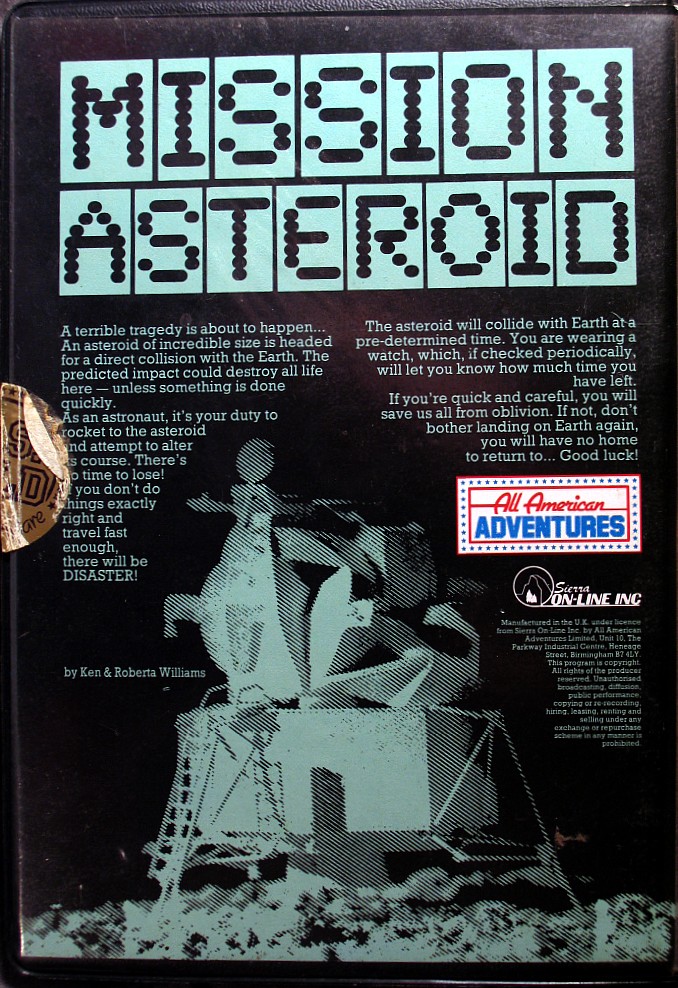 MISSION
ASTEROID
A terrible tragedy is about to happen...
An asteroid of incredible size is headed
for a direct collision with the Earth. The
predicted impact could destroy all life
here — unless something is done
quickly.
As an astronaut, it's your duty to
rocket to the asteroid
and attempt to alter
its course. There's
no time to lose!
If you don't do
things exactly
right and
travel fast
enough,
there will be
DISASTER!
by Ken & Roberta Williams
The asteroid will collide with Earth at a
pre-determined time. You are wearing a
watch, which, if checked periodically,
will let you know how much time you
have left.
If you're quick and careful, you will
save us all from oblivion. If not, don't
bother landing on Earth again,
you will have no home
to return to... Good luck!
All American
ADVENTURES
Sierra
ON-LINE INC
Manufactured in the U.K. under licence
from Sierra On-Line Inc. by All American
Adventures Limited, Unit 10, The
Parkway Industrial Centre, Heneage
Street, Birmingham B7 4LY.
This program is copyright.
All rights of the producer
reserved. Unauthorised
broadcasting, diffusion,
public performance,
copying or re-recording,
hiring, leasing, renting and
selling under any
exchange or repurchase
scheme in any manner is
prohibited.